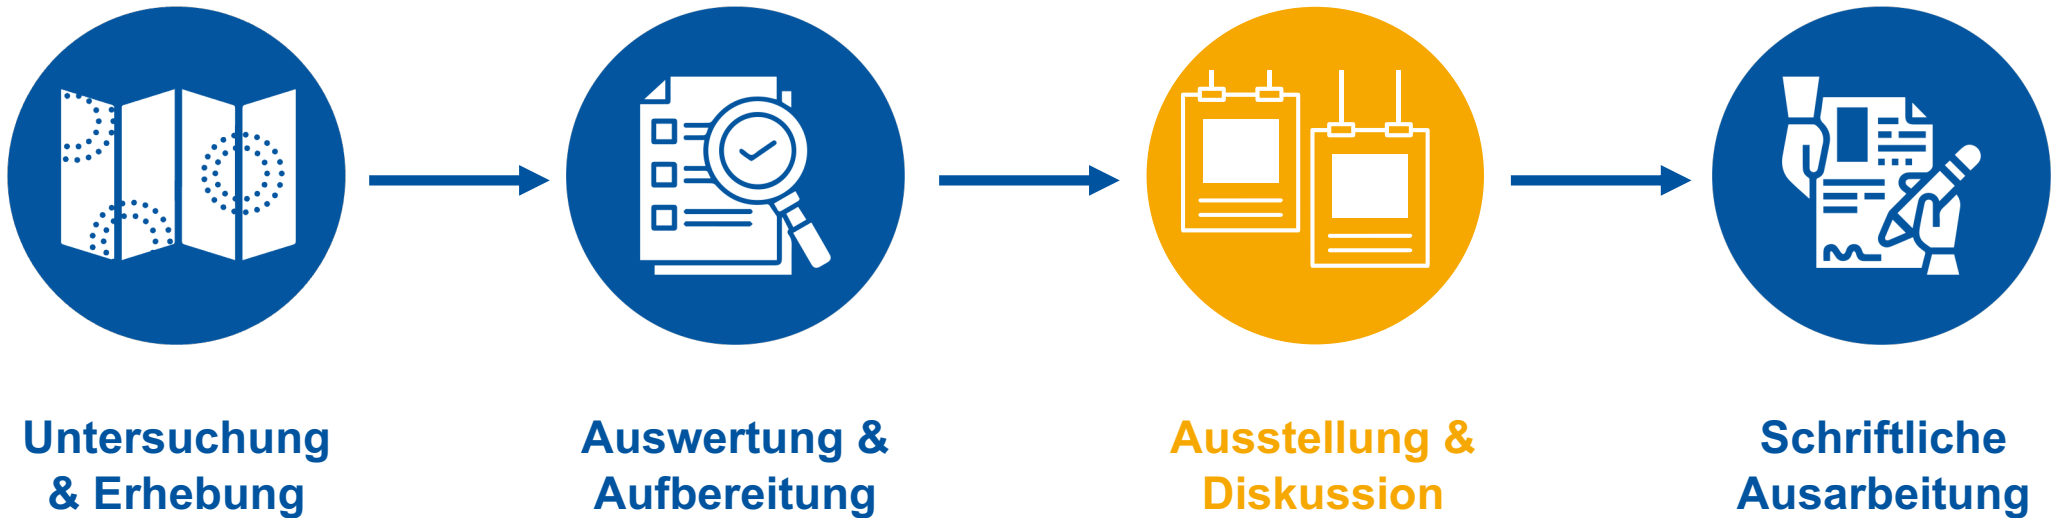 Untersuchung
& Erhebung
Auswertung &
Aufbereitung
Ausstellung &
Diskussion
Schriftliche
Ausarbeitung